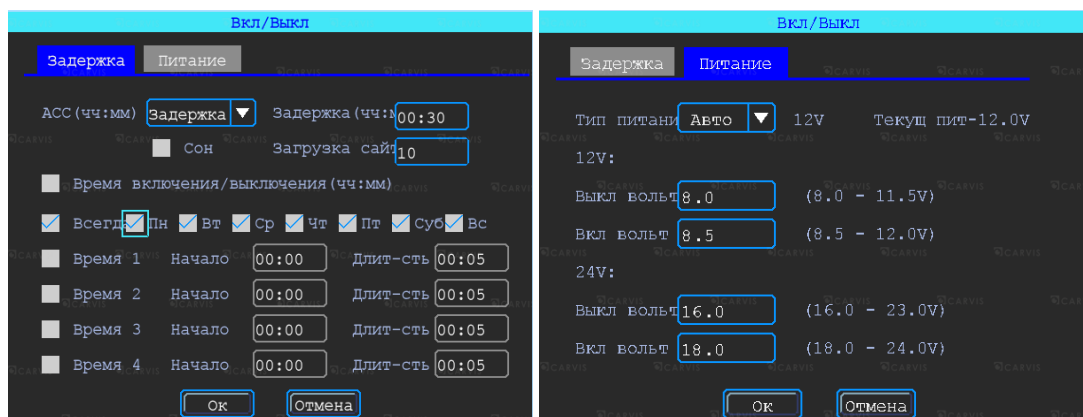 Вкл/Выкл
Задержка Питание
ACC(чч:мм) Задержка Задержка(чч:м 00:30
Сон Загрузка сайт 10
Время включения/выключения(чч:мм)
Всегда Пн Вт Ср Чт Пт Суб Вс
Время 1 Начало 00:00 Длит-сть 00:05
Время 2 Начало 00:00 Длит-сть 00:05
Время 3 Начало 00:00 Длит-сть 00:05
Время 4 Начало 00:00 Длит-сть 00:05
Ок Отмена
Вкл/Выкл
Задержка Питание
Тип питани Авто 12V Текущ пит-12.0V
12V:
Выкл вольт 8.0 (8.0 - 11.5V)
Вкл вольт 8.5 (8.5 - 12.0V)
24V:
Выкл вольт 16.0 (16.0 - 23.0V)
Вкл вольт 18.0 (18.0 - 24.0V)
Ок Отмена
CARVIS